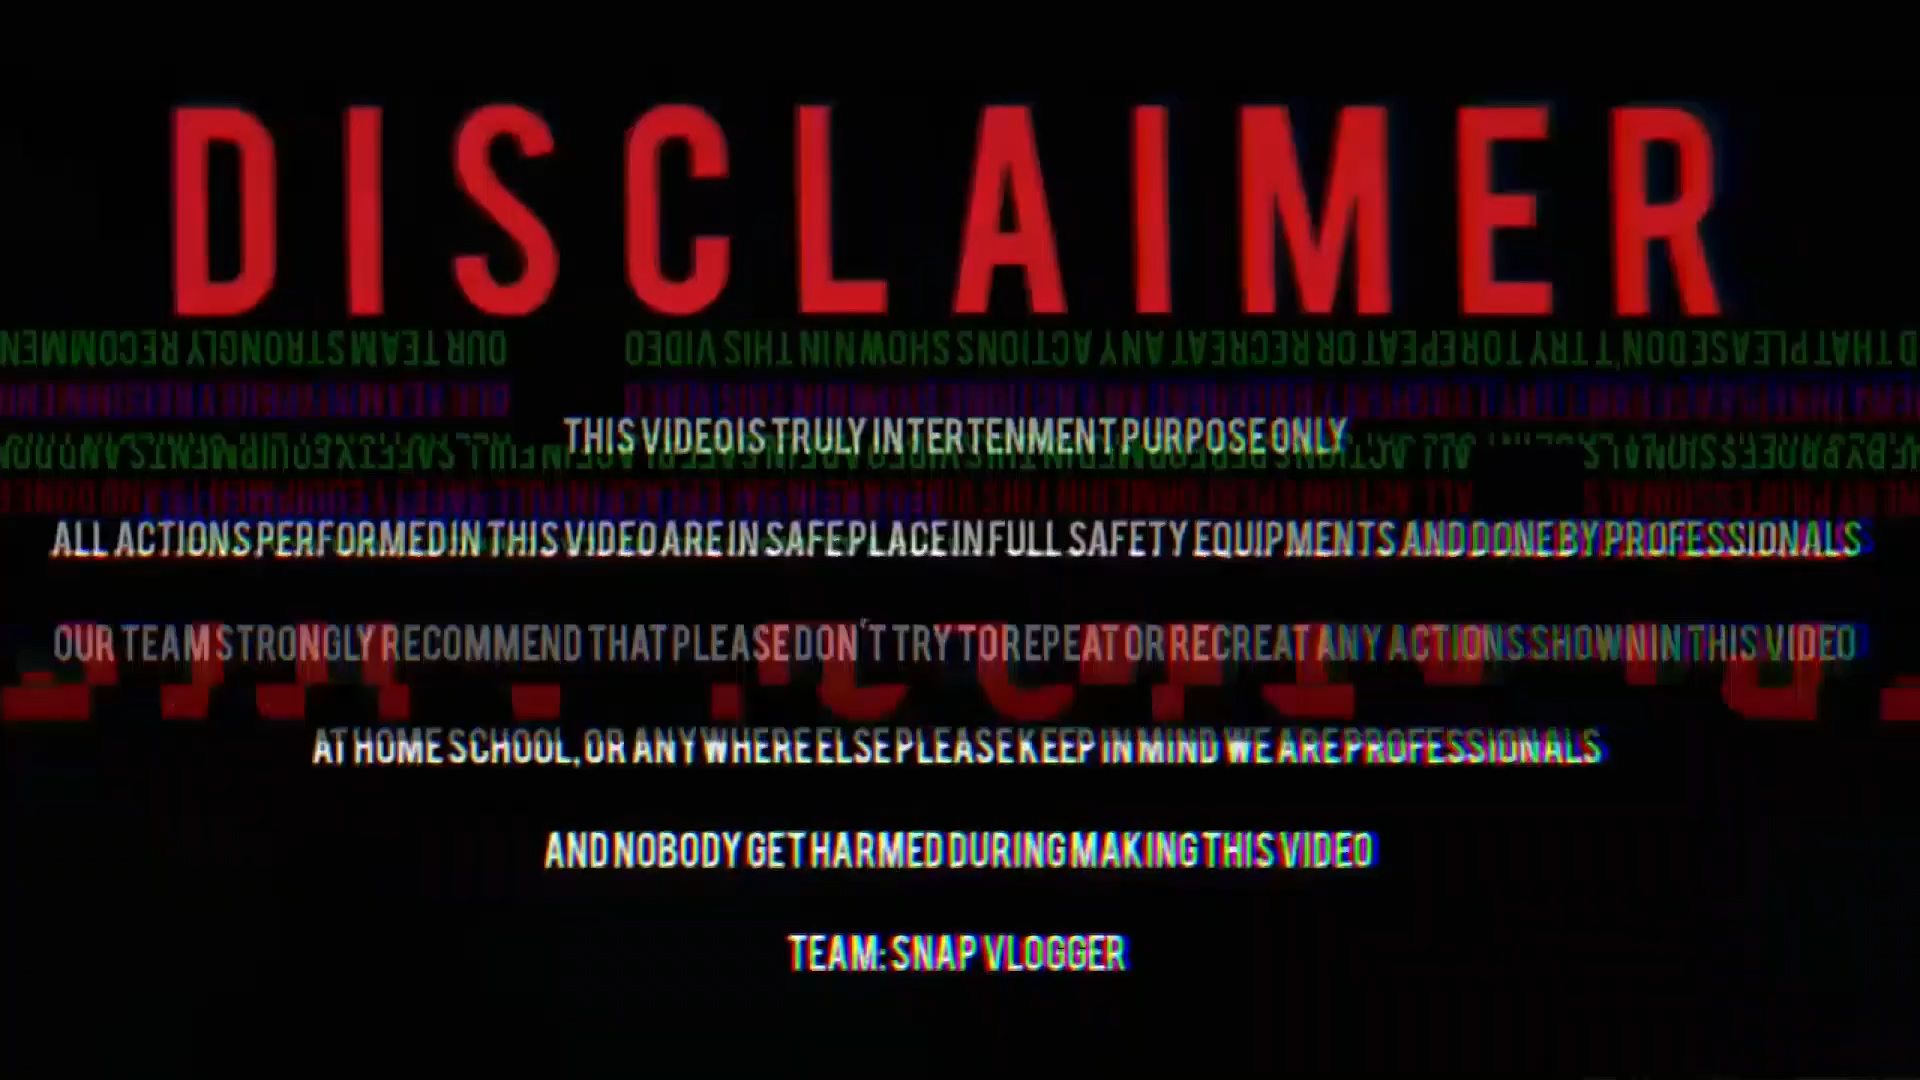 DISCLAIMER
THIS VIDEO IS TRULY INTERTENMENT PURPOSE ONLY
ALL ACTIONS PERFORMED IN THIS VIDEO ARE IN SAFE PLACE IN FULL SAFETY EQUIPMENTS AND DONE BY PROFESSIONALS
OUR TEAM STRONGLY RECOMMEND THAT PLEASE DON'T TRY TO REPEAT OR RECREAT ANY ACTIONS SHOWN IN THIS VIDEO
AT HOME SCHOOL, OR ANYWHERE ELSE PLEASE KEEP IN MIND WE ARE PROFESSIONALS
AND NOBODY GET HARMED DURING MAKING THIS VIDEO
TEAM: SNAP VLOGGER